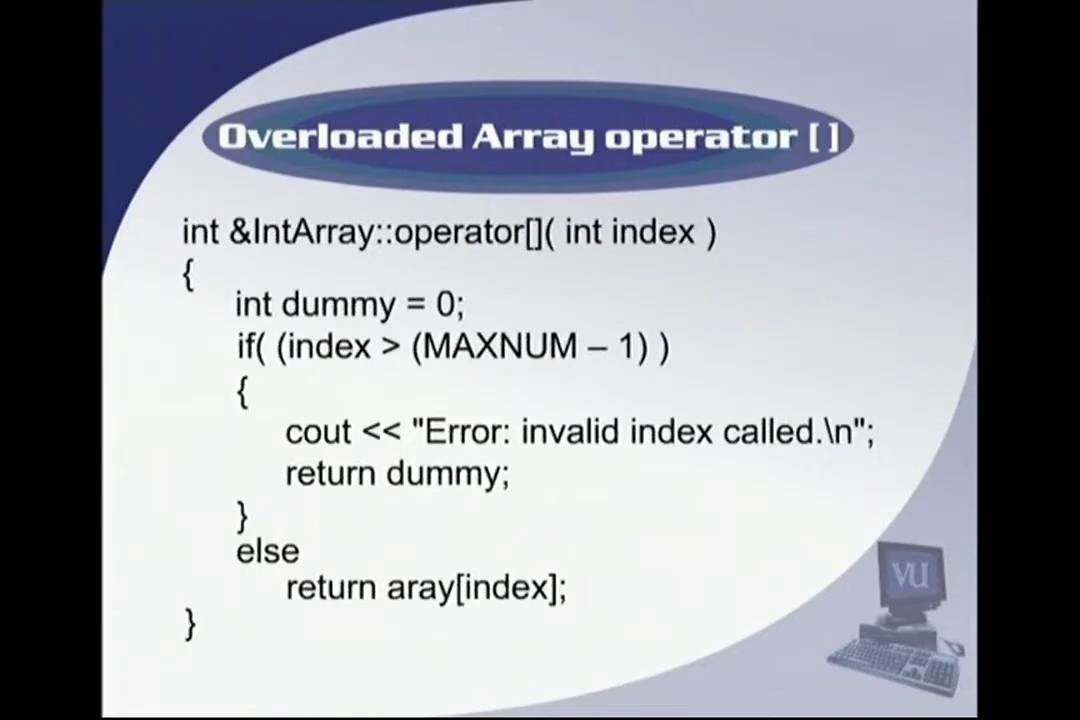 Overloaded Array operator [ ]
int &IntArray::operator[]( int index )
{
int dummy = 0;
if( (index > (MAXNUM – 1) )
{
cout << "Error: invalid index called.\n";
return dummy;
}
else
return aray[index];
}
VU